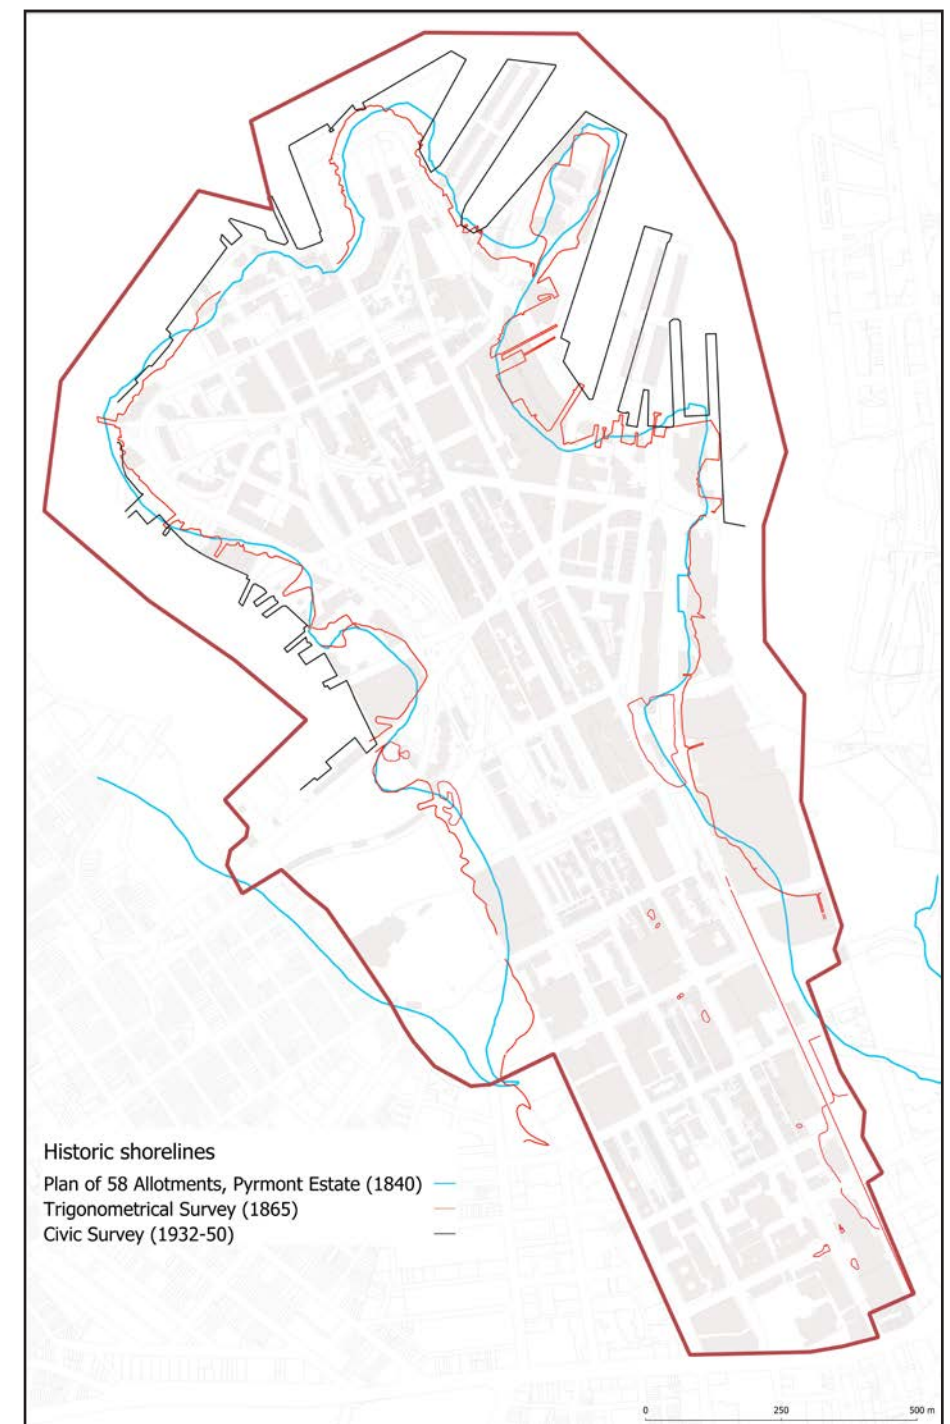 Historic shorelines
Plan of 58 Allotments, Pyrmont Estate (1840)
Trigonometrical Survey (1865)
Civic Survey (1932-50)
0 250 500 m